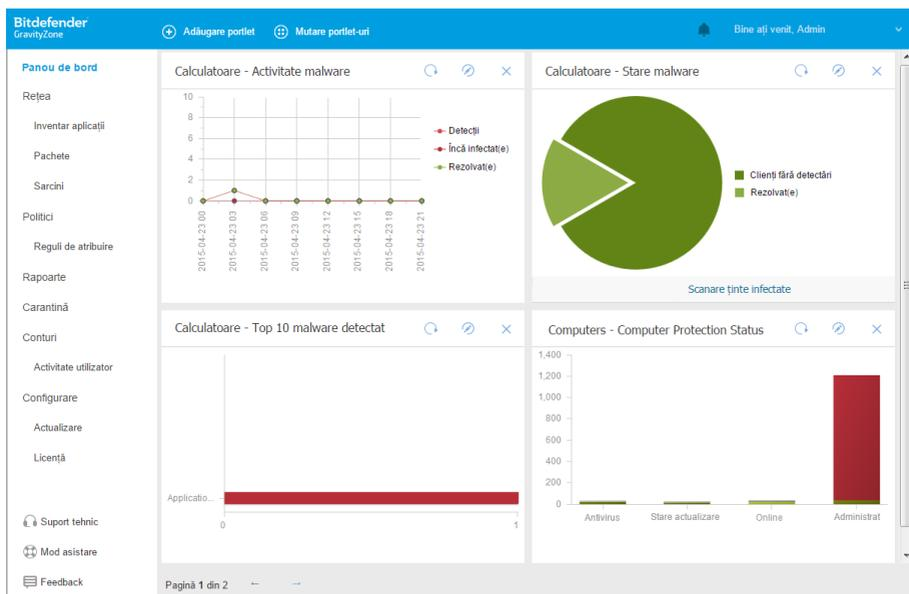 Bitdefender
GravityZone
Adăugare portlet
Mutare portlet-uri
Bine ați venit, Admin
Panou de bord
Rețea
Inventar aplicații
Pachete
Sarcini
Politici
Reguli de atribuire
Rapoarte
Carantină
Conturi
Activitate utilizator
Configurare
Actualizare
Licență
Suport tehnic
Mod asistare
Feedback
Calculatoare - Activitate malware
10
8
6
4
2
0
2015-04-23 00
2015-04-23 03
2015-04-23 06
2015-04-23 09
2015-04-23 12
2015-04-23 15
2015-04-23 18
2015-04-23 21
Detecții
Încă infectat(e)
Rezolvat(e)
Calculatoare - Stare malware
Clienți fără detectări
Rezolvat(e)
Scanare ținte infectate
Calculatoare - Top 10 malware detectat
Applicatio...
0
1
Computers - Computer Protection Status
1,400
1,200
1,000
800
600
400
200
0
Antivirus
Stare actualizare
Online
Administrat
Pagină 1 din 2